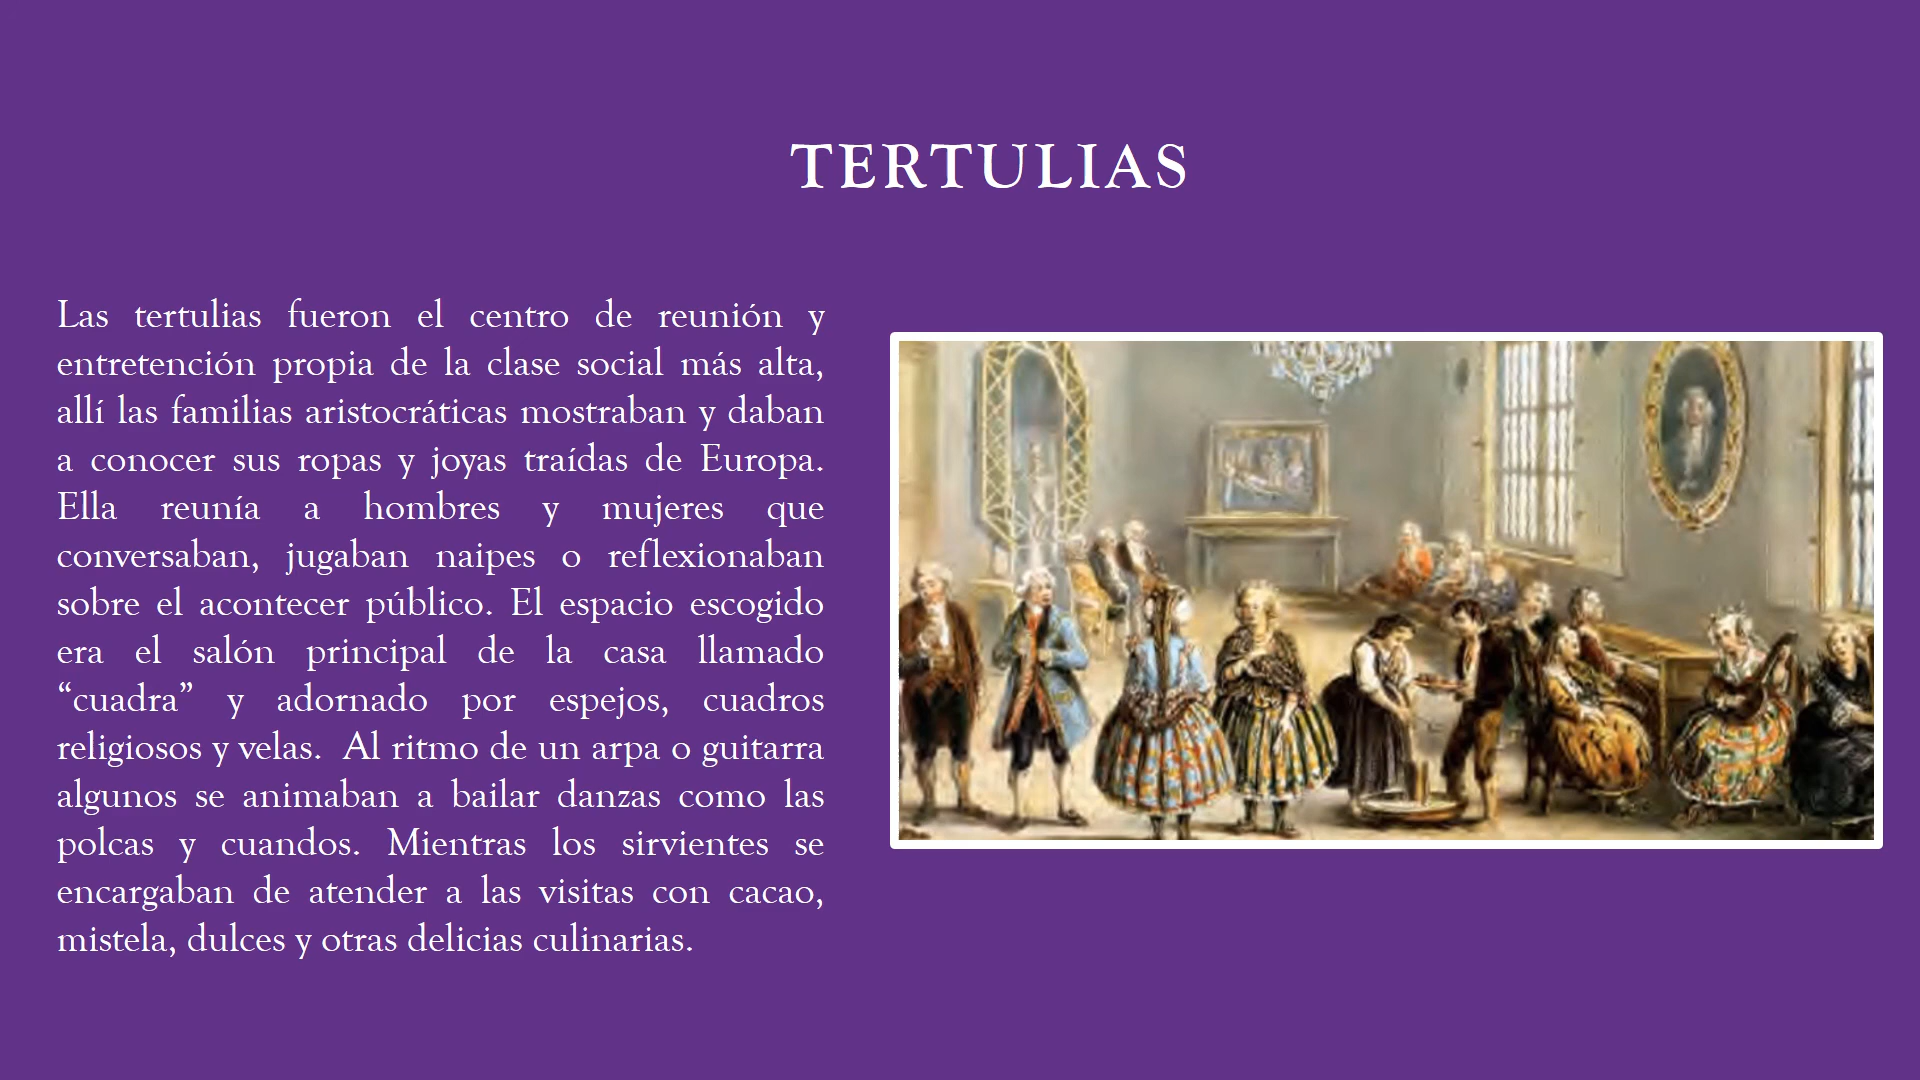 TERTULIAS
Las tertulias fueron el centro de reunión y
entretención propia de la clase social más alta,
allí las familias aristocráticas mostraban y daban
a conocer sus ropas y joyas traídas de Europa.
Ella reunía a hombres y mujeres que
conversaban, jugaban naipes o reflexionaban
sobre el acontecer público. El espacio escogido
era el salón principal de la casa llamado
“cuadra” y adornado por espejos, cuadros
religiosos y velas.  Al ritmo de un arpa o guitarra
algunos se animaban a bailar danzas como las
polcas y cuandos. Mientras los sirvientes se
encargaban de atender a las visitas con cacao,
mistela, dulces y otras delicias culinarias.